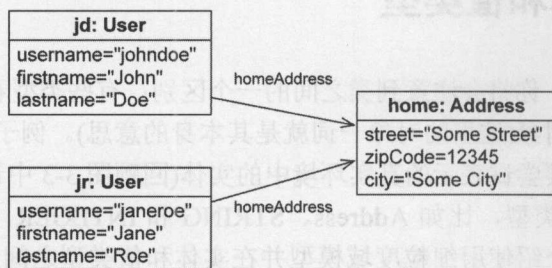 jd: User
username="johndoe"
firstname="John"
lastname="Doe"
homeAddress
home: Address
street="Some Street"
zipCode=12345
city="Some City"
jr: User
username="janeroe"
firstname="Jane"
lastname="Roe"
homeAddress